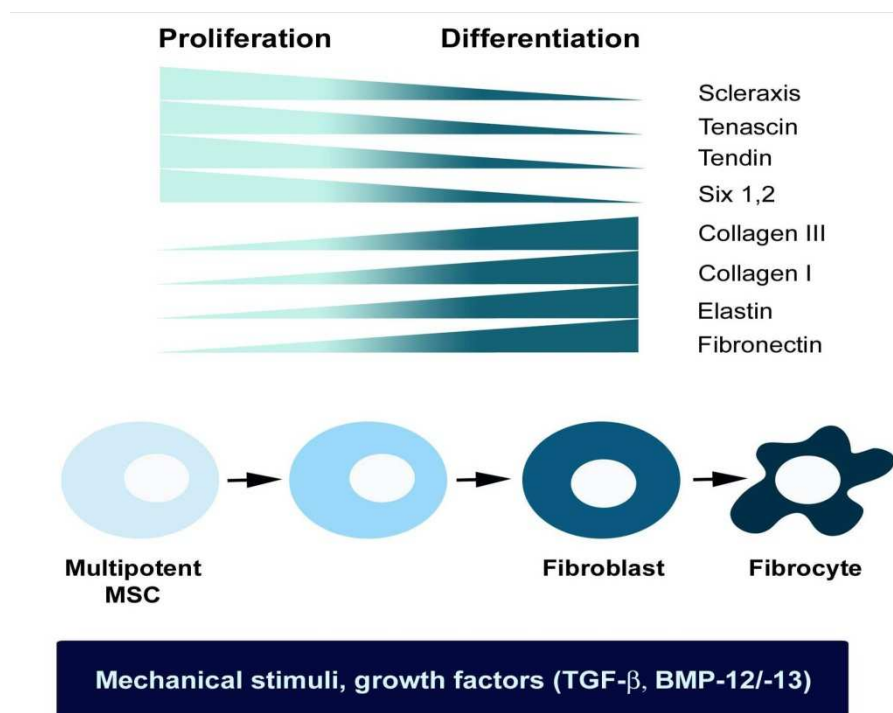 Proliferation Differentiation
Scleraxis
Tenascin
Tendin
Six 1,2
Collagen III
Collagen I
Elastin
Fibronectin
Multipotent
MSC
Fibroblast
Fibrocyte
Mechanical stimuli, growth factors (TGF-β, BMP-12/-13)